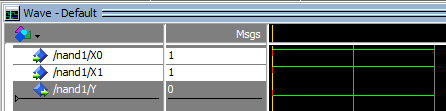 Wave - Default
Msgs
/nand1/X0 1
/nand1/X1 1
/nand1/Y 0